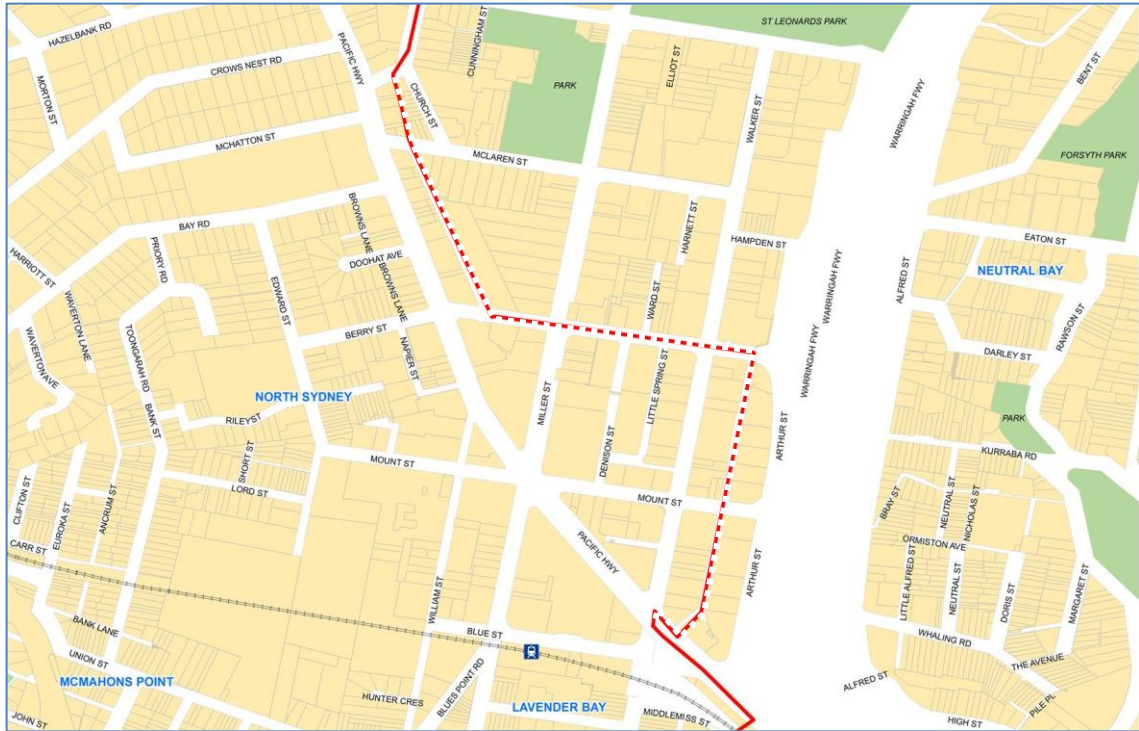 ST LEONARDS PARK
HAZELBANK RD
PACIFIC HWY
CUNNINGHAM ST
CROWS NEST RD
ELLIOT ST
BENT ST
MORTON ST
PARK
WARRINGAH FWY
CHURCH ST
WALKER ST
MCHATTON ST
MCLAREN ST
FORSYTH PARK
BROWNS LANE
HARNETT ST
BAY RD
HAMPDEN ST
EATON ST
PRIORY RD
DOOHAT AVE
HARRIOTT ST
BROWNS LANE
ALFRED ST
NEUTRAL BAY
WAVERTON LANE
EDWARD ST
WARD ST
WARRINGAH FWY
WARRINGAH FWY
RAWSON ST
TOONGARAH RD
BERRY ST
WAVERTON AVE
NAPIER ST
DARLEY ST
LITTLE SPRING ST
MILLER ST
NORTH SYDNEY
BANK ST
RILEY ST
PARK
ARTHUR ST
DENISON ST
KURRABA RD
SHORT ST
MOUNT ST
LORD ST
MOUNT ST
CLIFTON ST
ANCRUM ST
BRAY ST
NEUTRAL ST
NICHOLAS ST
EUROKA ST
PACIFIC HWY
ORMISTON AVE
CARR ST
ARTHUR ST
WILLIAM ST
LITTLE ALFRED ST
NEUTRAL ST
DORIS ST
MARGARET ST
BANK LANE
BLUE ST
WHALING RD
UNION ST
THE AVENUE
MCMAHONS POINT
BLUES POINT RD
ALFRED ST
HUNTER CRES
LAVENDER BAY
PILE PL
JOHN ST
MIDDLEMISS ST
HIGH ST